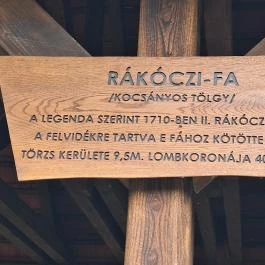 RÁKÓCZI-FA
/KOCSÁNYOS TÖLGY/
A LEGENDA SZERINT 1710-BEN II. RÁKÓCZ
A FELVIDÉKRE TARTVA E FÁHOZ KÖTÖTTE
TÖRZS KERÜLETE 9,5M. LOMBKORONÁJA 40